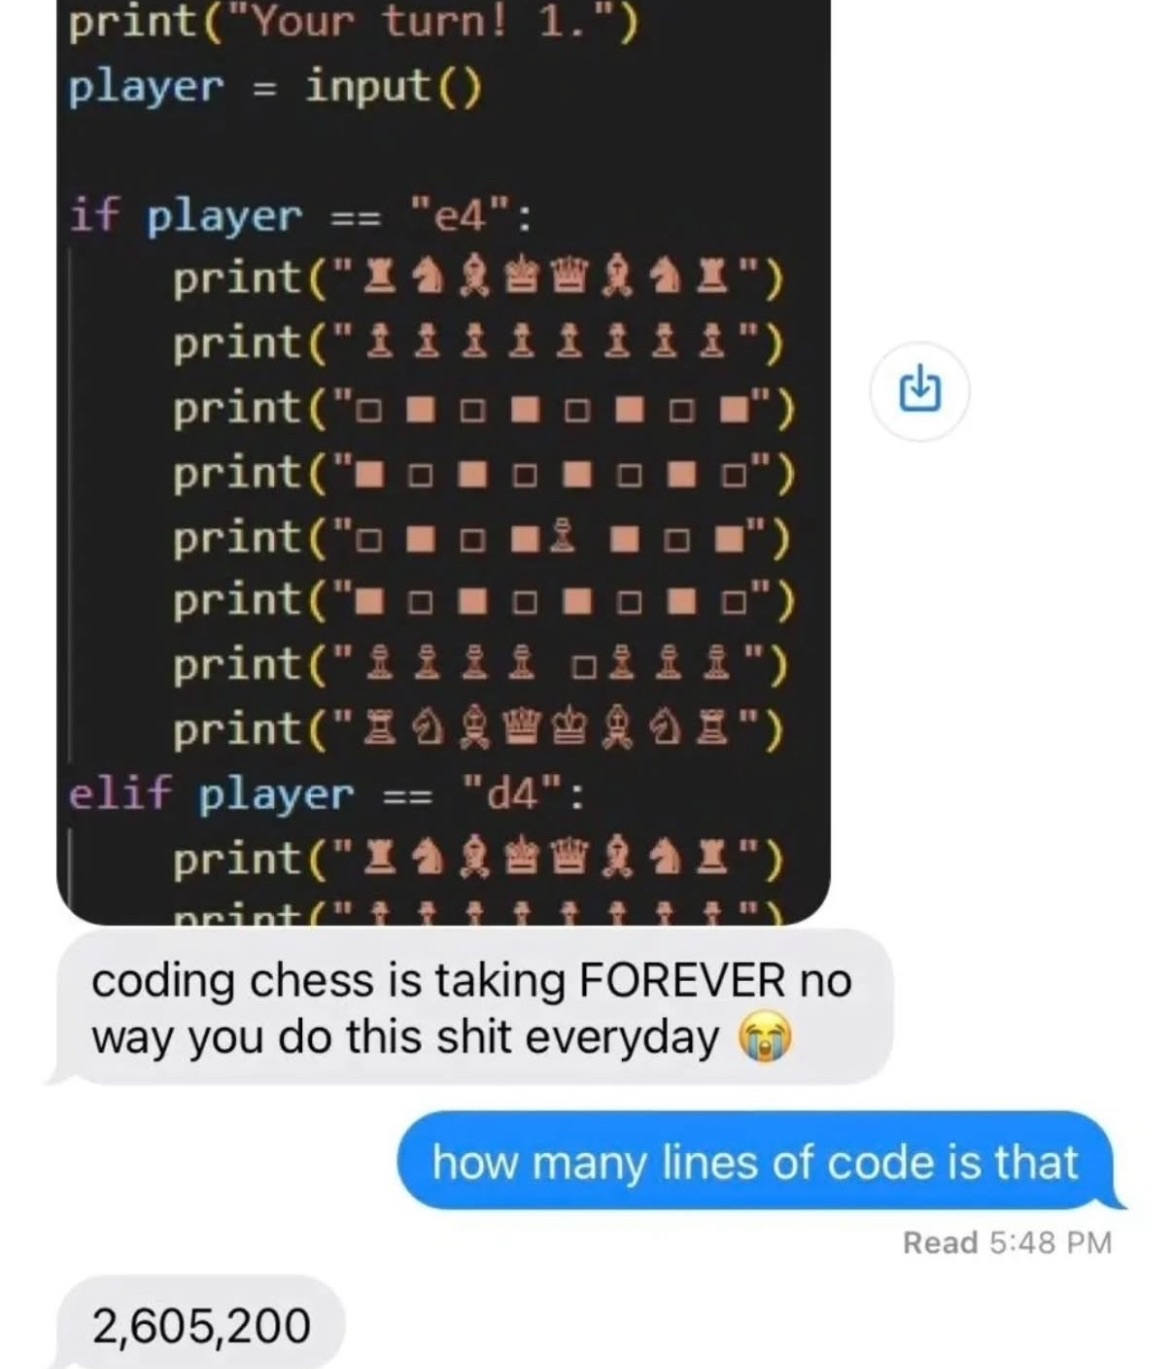 print("Your turn! 1.")
player = input()
if player == "e4":
print("♜♞♝♚♛♝♞♜")
print("♟♟♟♟♟♟♟♟")
print("□ ■ □ ■ □ ■ □ ■")
print("■ □ ■ □ ■ □ ■ □")
print("□ ■ □ ■♙ ■ □ ■")
print("■ □ ■ □ ■ □ ■ □")
print("♙♙♙♙ □♙♙♙")
print("♖♘♗♕♔♗♘♖")
elif player == "d4":
print("♜♞♝♚♛♝♞♜")
print("♟♟♟♟♟♟♟♟")
coding chess is taking FOREVER no
way you do this shit everyday 😭
how many lines of code is that
Read 5:48 PM
2,605,200